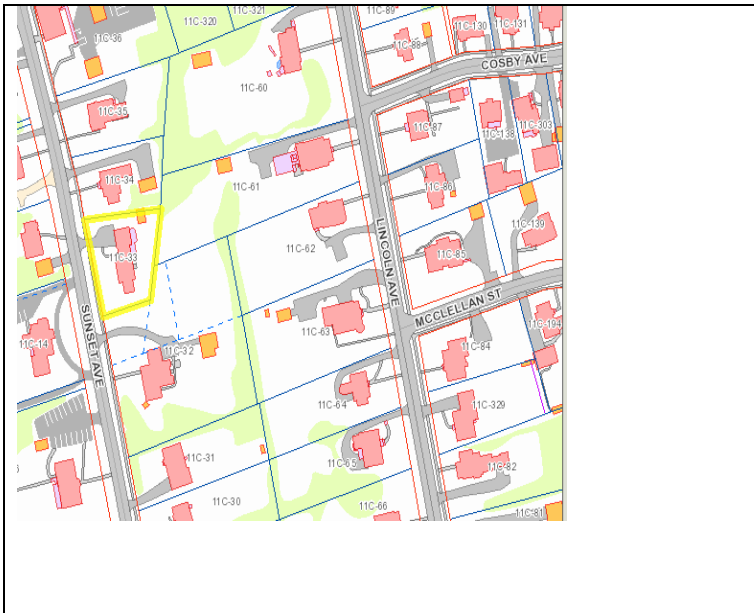 11C-36
11C-320
11C-321
11C-89
11C-130
11C-131
11C-88
COSBY AVE
11C-60
11C-35
11C-87
11C-138
11C-303
11C-34
11C-61
11C-86
11C-33
11C-62
LINCOLN AVE
11C-139
11C-85
SUNSET AVE
MCCLELLAN ST
11C-14
11C-32
11C-63
11C-194
11C-84
11C-64
11C-329
11C-31
11C-65
11C-82
11C-30
11C-66
11C-81